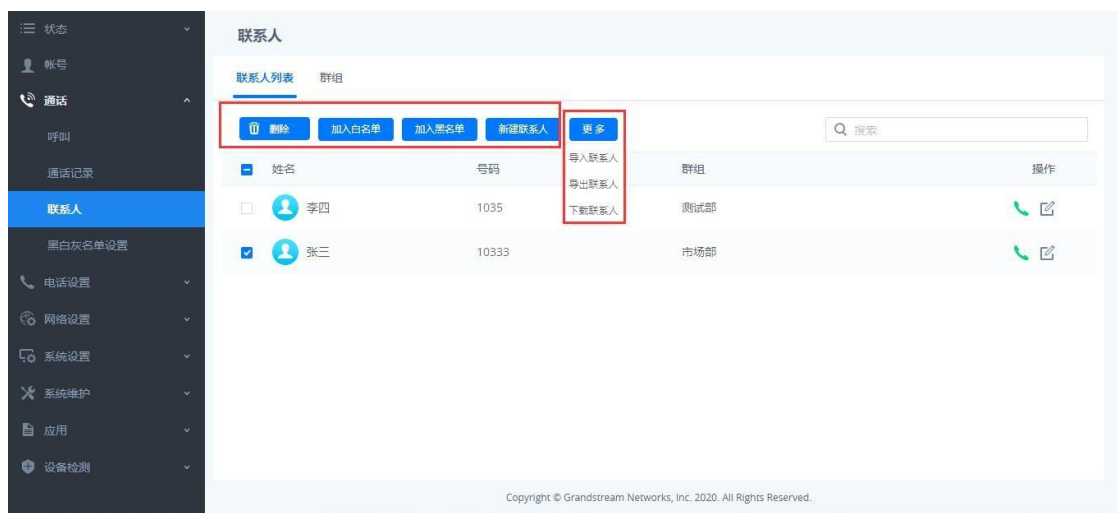 状态
帐号
通话
呼叫
通话记录
联系人
黑白灰名单设置
电话设置
网络设置
系统设置
系统维护
应用
设备检测
联系人
联系人列表 群组
删除 加入白名单 加入黑名单 新建联系人 更多 搜索
导入联系人
导出联系人
下载联系人
姓名 号码 群组 操作
李四 1035 测试部
张三 10333 市场部
Copyright © Grandstream Networks, Inc. 2020. All Rights Reserved.